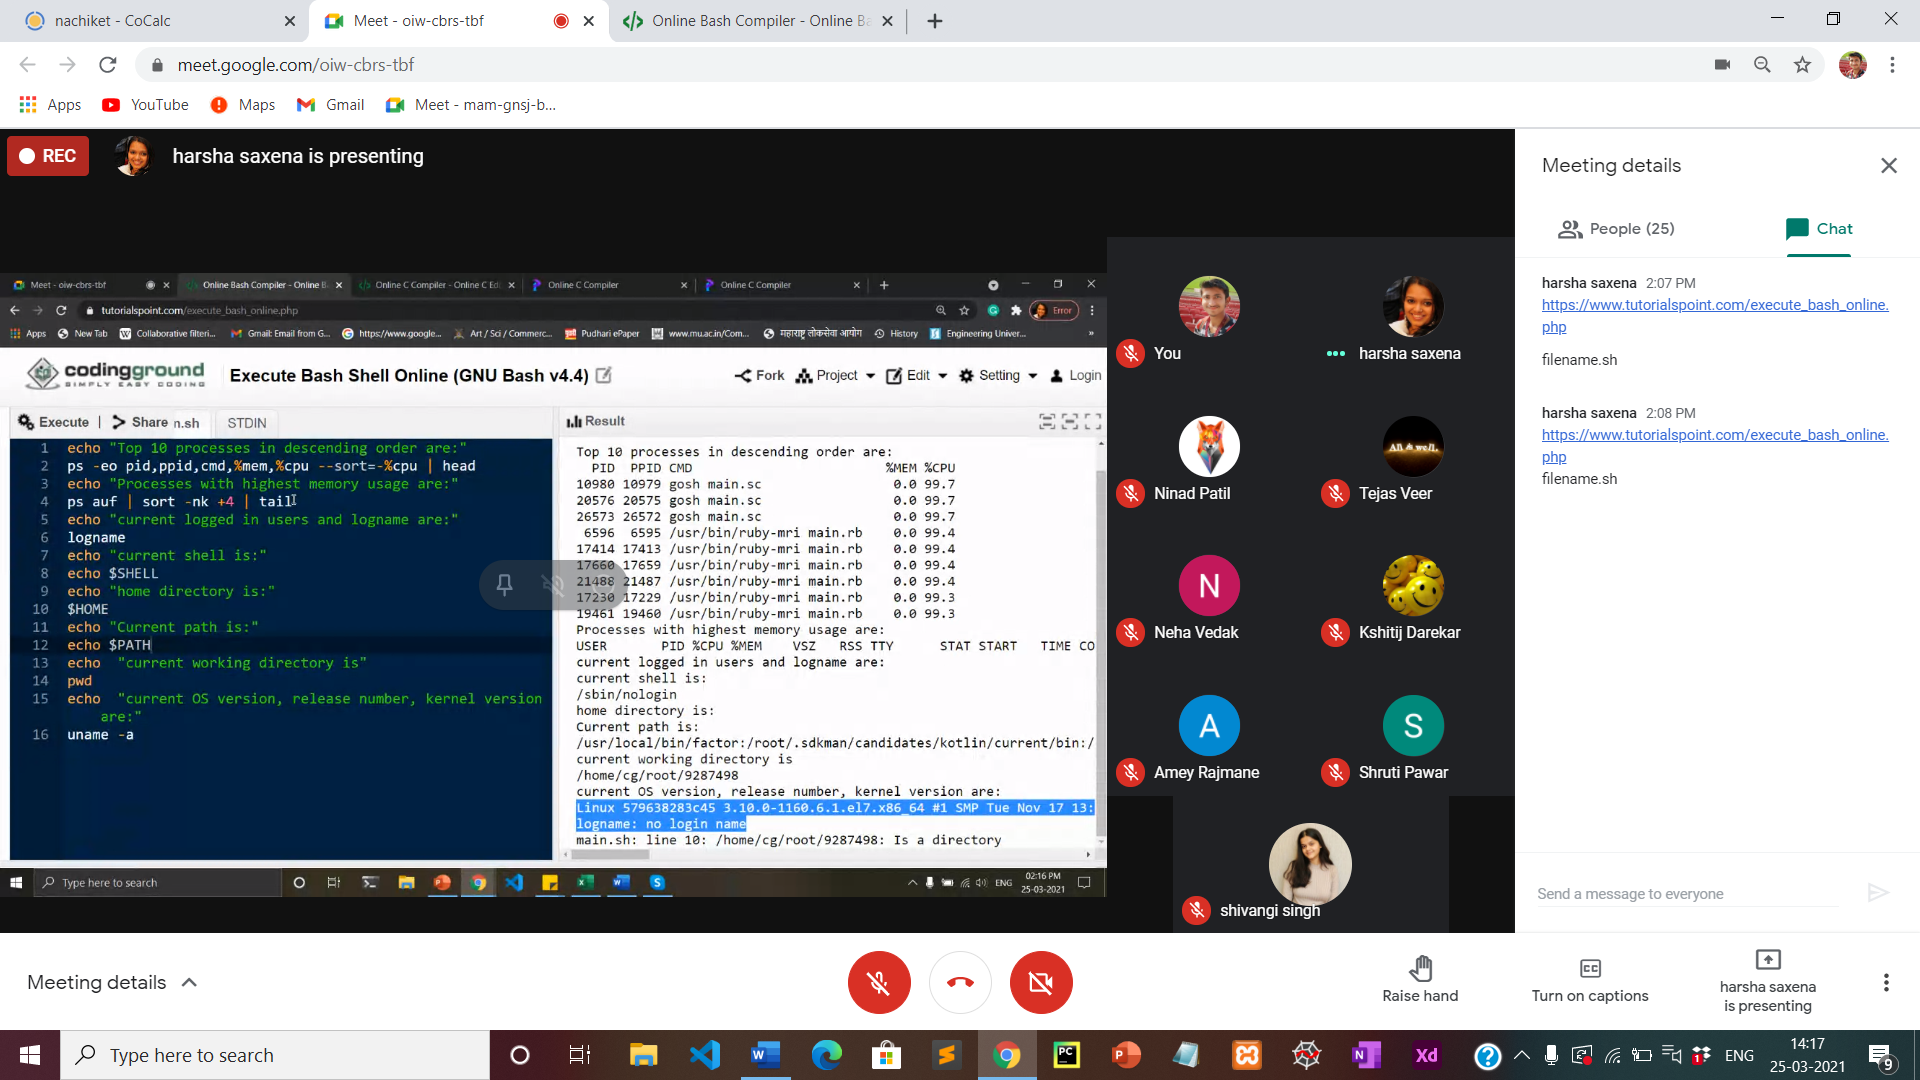 nachiket - CoCalc
Meet - oiw-cbrs-tbf
Online Bash Compiler - Online Ba
meet.google.com/oiw-cbrs-tbf
Apps
YouTube
Maps
Gmail
Meet - mam-gnsj-b...
REC
harsha saxena is presenting
Meet - oiw-cbrs-tbf
Online Bash Compiler - Online B
Online C Compiler - Online C Edi
Online C Compiler
Online C Compiler
tutorialspoint.com/execute_bash_online.php
Error
Apps
New Tab
Collaborative filteri...
Gmail: Email from G...
https://www.google...
Art / Sci / Commerc...
Pudhari ePaper
www.mu.ac.in/Com...
महाराष्ट्र लोकसेवा आयोग
History
Engineering Univer...
codingground
SIMPLY EASY CODING
Execute Bash Shell Online (GNU Bash v4.4)
Fork
Project
Edit
Setting
Login
Execute
|
Share
n.sh
STDIN
Result
1 echo "Top 10 processes in descending order are:"
2 ps -eo pid,ppid,cmd,%mem,%cpu --sort=-%cpu | head
3 echo "Processes with highest memory usage are:"
4 ps auf | sort -nk +4 | tail
5 echo "current logged in users and logname are:"
6 logname
7 echo "current shell is:"
8 echo $SHELL
9 echo "home directory is:"
10 $HOME
11 echo "Current path is:"
12 echo $PATH
13 echo  "current working directory is"
14 pwd
15 echo  "current OS version, release number, kernel version
are:"
16 uname -a
Top 10 processes in descending order are:
PID PPID CMD %MEM %CPU
10980 10979 gosh main.sc 0.0 99.7
20576 20575 gosh main.sc 0.0 99.7
26573 26572 gosh main.sc 0.0 99.7
6596 6595 /usr/bin/ruby-mri main.rb 0.0 99.4
17414 17413 /usr/bin/ruby-mri main.rb 0.0 99.4
17660 17659 /usr/bin/ruby-mri main.rb 0.0 99.4
21488 21487 /usr/bin/ruby-mri main.rb 0.0 99.4
17230 17229 /usr/bin/ruby-mri main.rb 0.0 99.3
19461 19460 /usr/bin/ruby-mri main.rb 0.0 99.3
Processes with highest memory usage are:
USER PID %CPU %MEM VSZ RSS TTY STAT START TIME CO
current logged in users and logname are:
current shell is:
/sbin/nologin
home directory is:
Current path is:
/usr/local/bin/factor:/root/.sdkman/candidates/kotlin/current/bin:/
current working directory is
/home/cg/root/9287498
current OS version, release number, kernel version are:
Linux 579638283c45 3.10.0-1160.6.1.el7.x86_64 #1 SMP Tue Nov 17 13:
logname: no login name
main.sh: line 10: /home/cg/root/9287498: Is a directory
Type here to search
ENG
02:16 PM
25-03-2021
You
harsha saxena
Ninad Patil
All is well.
Tejas Veer
N
Neha Vedak
Kshitij Darekar
A
Amey Rajmane
S
Shruti Pawar
shivangi singh
Meeting details
People (25)
Chat
harsha saxena 2:07 PM
https://www.tutorialspoint.com/execute_bash_online.
php
filename.sh
harsha saxena 2:08 PM
https://www.tutorialspoint.com/execute_bash_online.
php
filename.sh
Send a message to everyone
Meeting details
Raise hand
Turn on captions
harsha saxena
is presenting
Type here to search
PC
Xd
ENG
14:17
25-03-2021
9